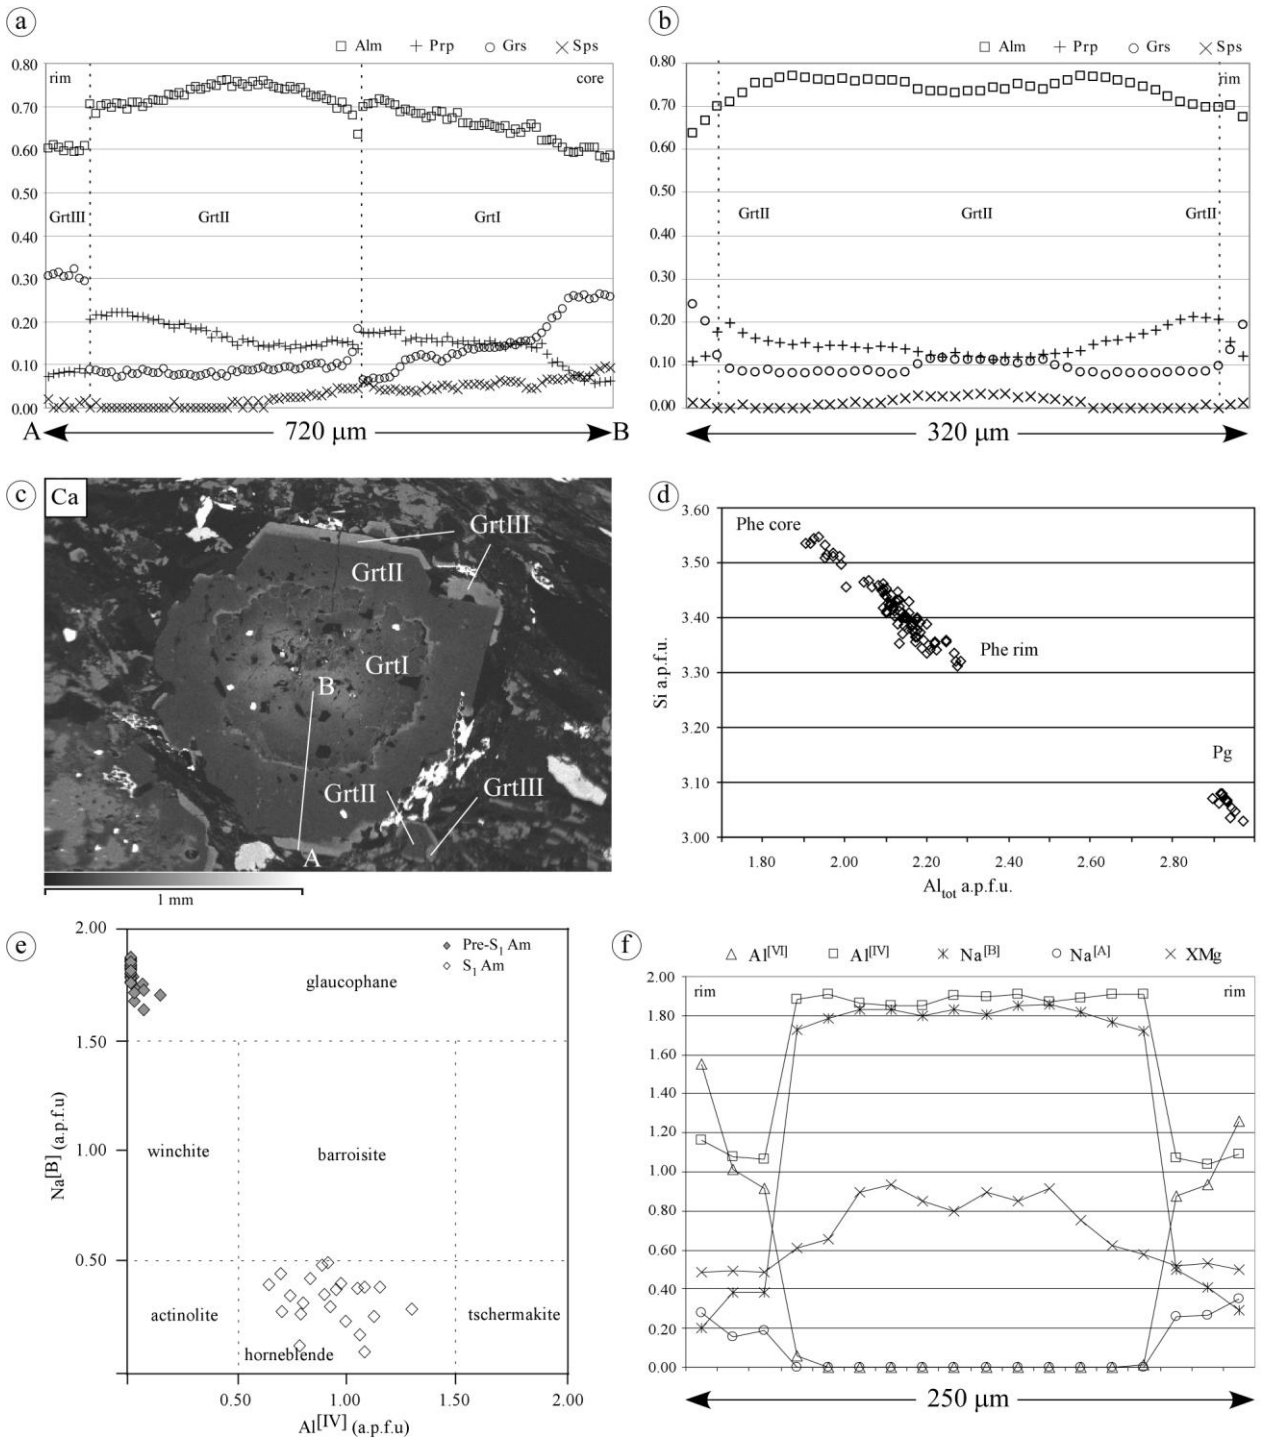 a
□ Alm + Prp ○ Grs × Sps
0.80
0.70
0.60
0.50
0.40
0.30
0.20
0.10
0.00
rim
core
GrtIII
GrtII
GrtI
A
720 μm
B
b
□ Alm + Prp ○ Grs × Sps
0.80
0.70
0.60
0.50
0.40
0.30
0.20
0.10
0.00
rim
GrtII
GrtII
GrtII
320 μm
c
Ca
GrtIII
GrtII
GrtI
B
GrtII
GrtIII
A
1 mm
d
3.60
3.50
3.40
3.30
3.20
3.10
3.00
Si a.p.f.u.
Phe core
Phe rim
Pg
1.80 2.00 2.20 2.40 2.60 2.80
Altot a.p.f.u.
e
2.00
1.50
1.00
0.50
Na[B] (a.p.f.u)
◆ Pre-S1 Am
◇ S1 Am
glaucophane
winchite
barroisite
actinolite
tschermakite
horneblende
0.50 1.00 1.50 2.00
Al[IV] (a.p.f.u)
f
△ Al[VI] □ Al[IV] Na[B] ○ Na[A] × XMg
2.00
1.80
1.60
1.40
1.20
1.00
0.80
0.60
0.40
0.20
0.00
rim
rim
250 μm